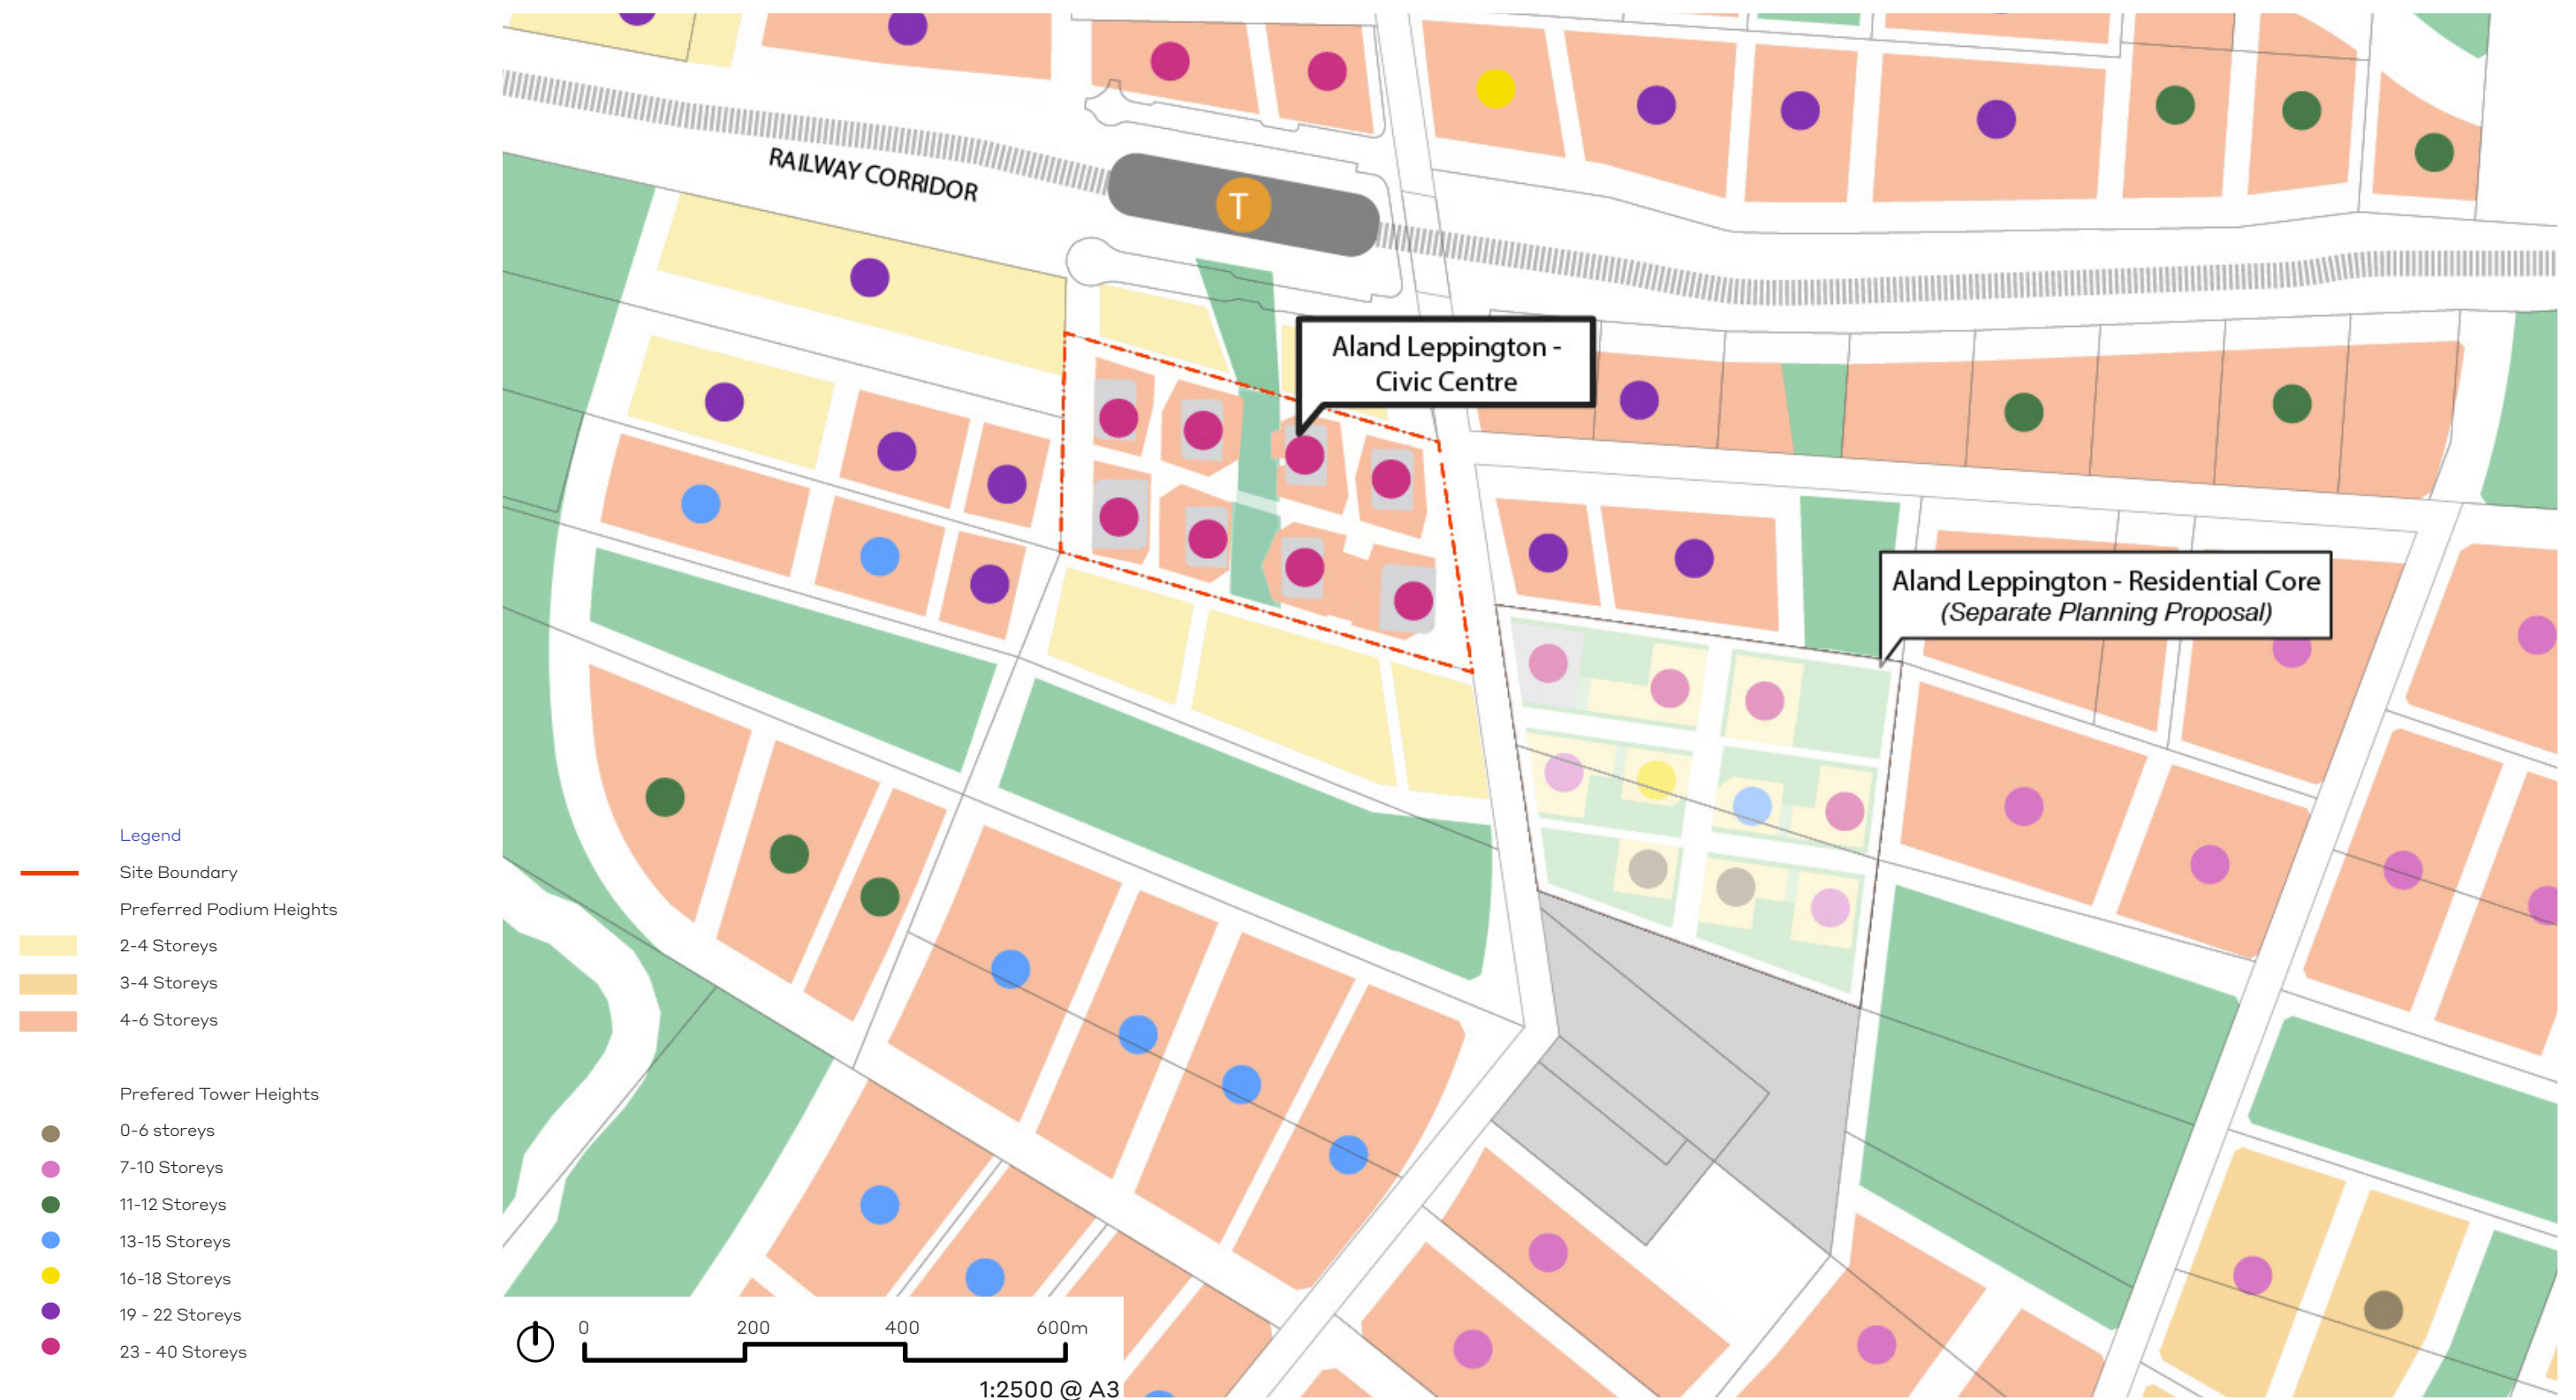 RAILWAY CORRIDOR
T
Aland Leppington -
Civic Centre
Aland Leppington - Residential Core
(Separate Planning Proposal)
Legend
Site Boundary
Preferred Podium Heights
2-4 Storeys
3-4 Storeys
4-6 Storeys
Prefered Tower Heights
0-6 storeys
7-10 Storeys
11-12 Storeys
13-15 Storeys
16-18 Storeys
19 - 22 Storeys
23 - 40 Storeys
0 200 400 600m
1:2500 @ A3